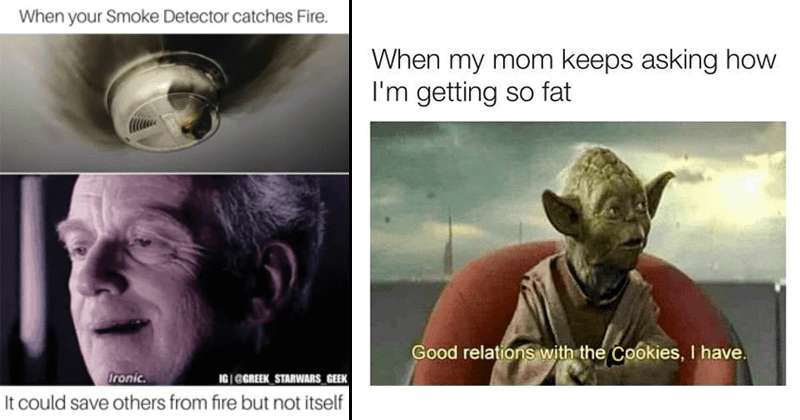 When your Smoke Detector catches Fire.
Ironic.
IG | @GREEK_STARWARS_GEEK
It could save others from fire but not itself
When my mom keeps asking how
I'm getting so fat
Good relations with the Cookies, I have.